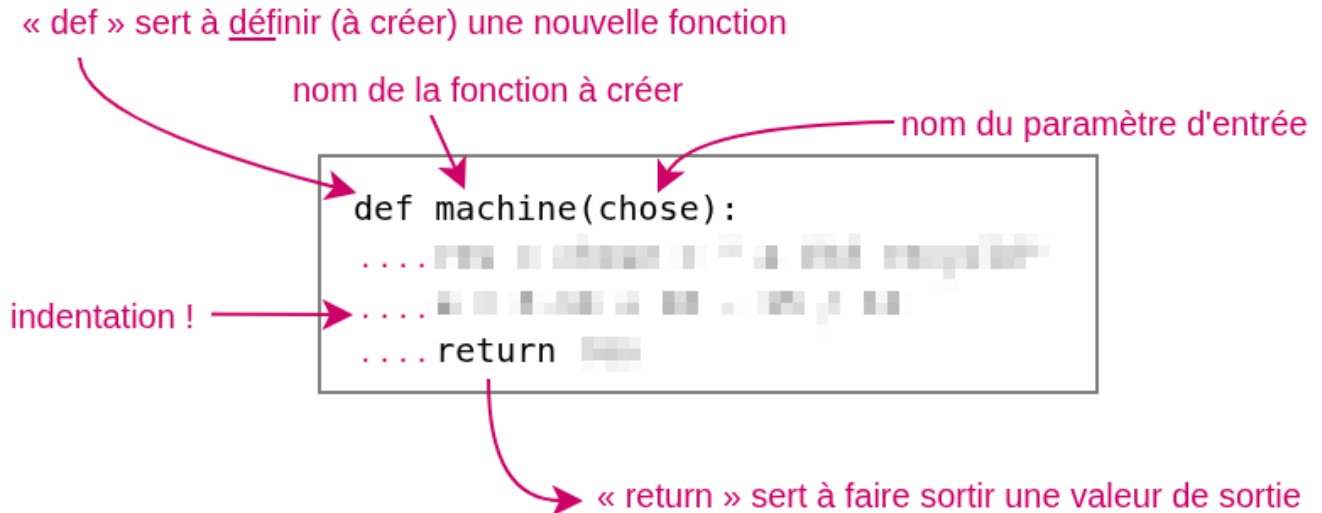 « def » sert à définir (à créer) une nouvelle fonction
nom de la fonction à créer
nom du paramètre d'entrée
def machine(chose):
....
indentation !
....
....return
« return » sert à faire sortir une valeur de sortie